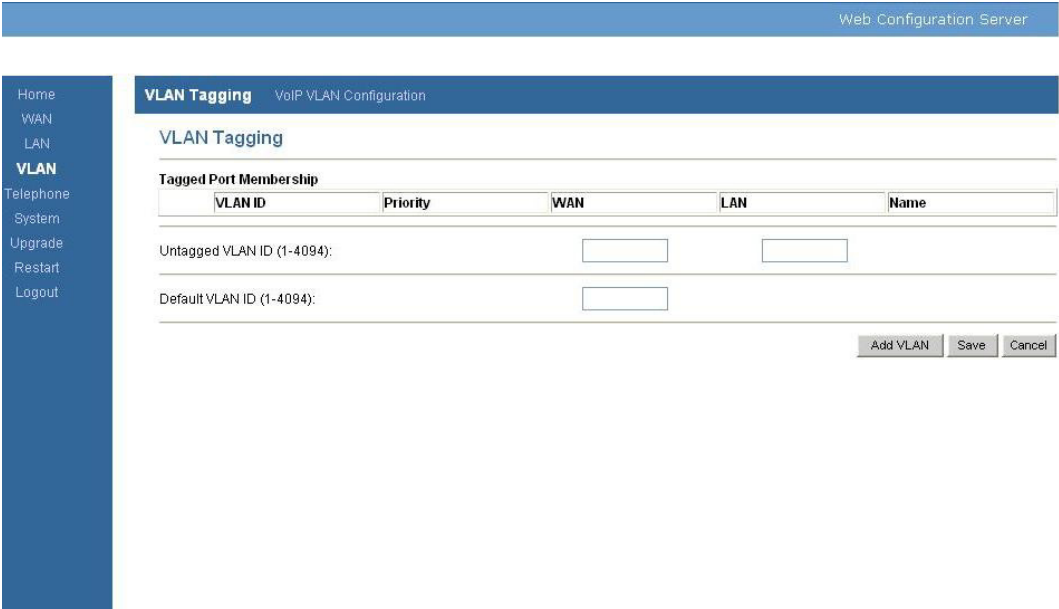 Web Configuration Server
Home
WAN
LAN
VLAN
Telephone
System
Upgrade
Restart
Logout
VLAN Tagging VoIP VLAN Configuration
VLAN Tagging
Tagged Port Membership
VLAN ID Priority WAN LAN Name
Untagged VLAN ID (1-4094):
Default VLAN ID (1-4094):
Add VLAN Save Cancel